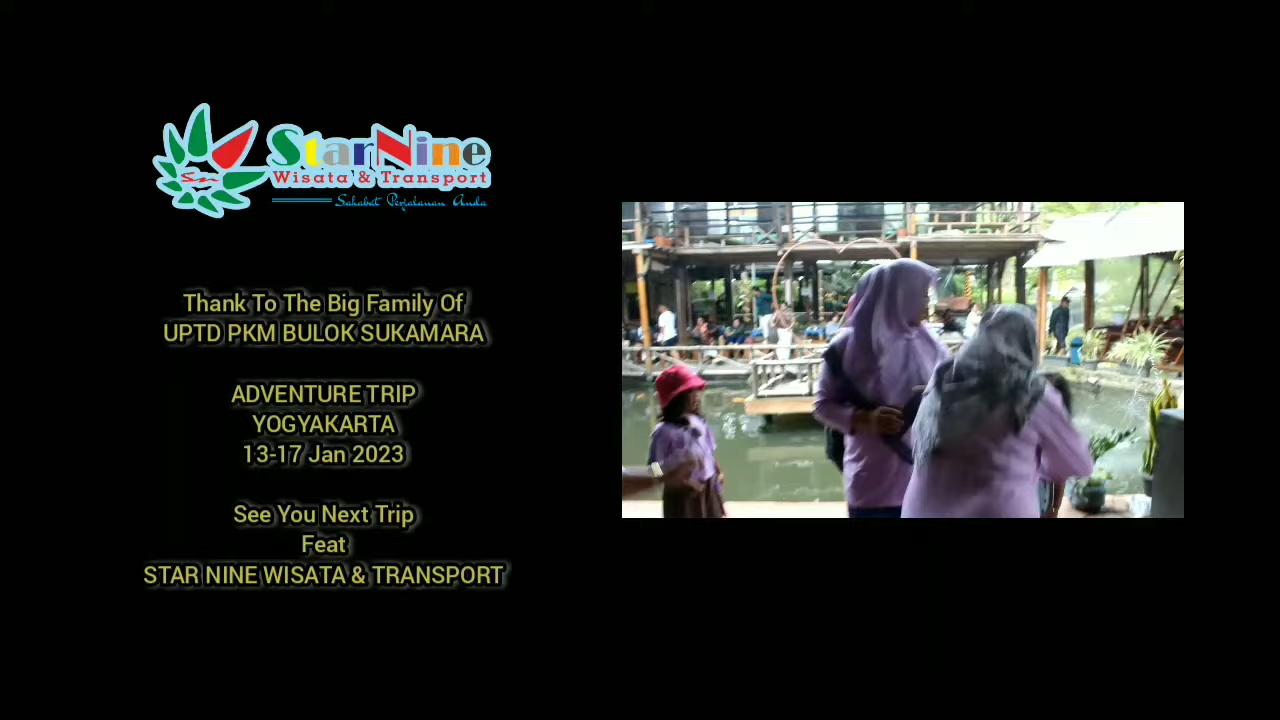 StarNine
Wisata & Transport
Sahabat Perjalanan Anda
Sn
Thank To The Big Family Of
UPTD PKM BULOK SUKAMARA
ADVENTURE TRIP
YOGYAKARTA
13-17 Jan 2023
See You Next Trip
Feat
STAR NINE WISATA & TRANSPORT